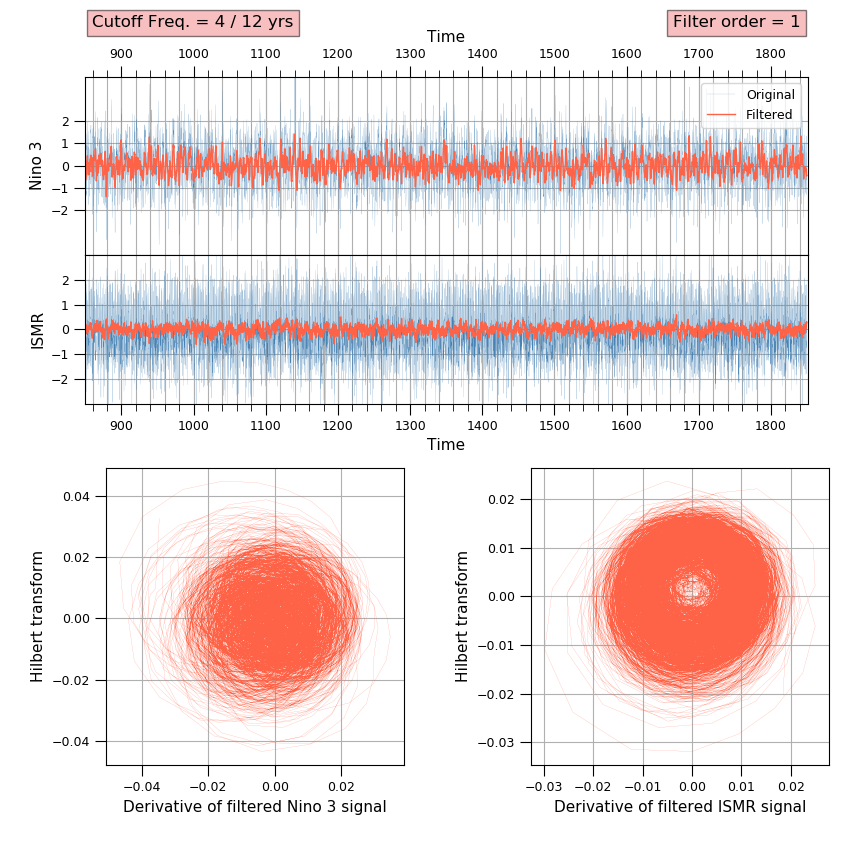 Cutoff Freq. = 4 / 12 yrs
Filter order = 1
Time
900 1000 1100 1200 1300 1400 1500 1600 1700 1800
Original
Filtered
Nino 3
2
1
0
−1
−2
ISMR
2
1
0
−1
−2
900 1000 1100 1200 1300 1400 1500 1600 1700 1800
Time
Hilbert transform
0.04
0.02
0.00
−0.02
−0.04
−0.04 −0.02 0.00 0.02
Derivative of filtered Nino 3 signal
Hilbert transform
0.02
0.01
0.00
−0.01
−0.02
−0.03
−0.03 −0.02 −0.01 0.00 0.01 0.02
Derivative of filtered ISMR signal